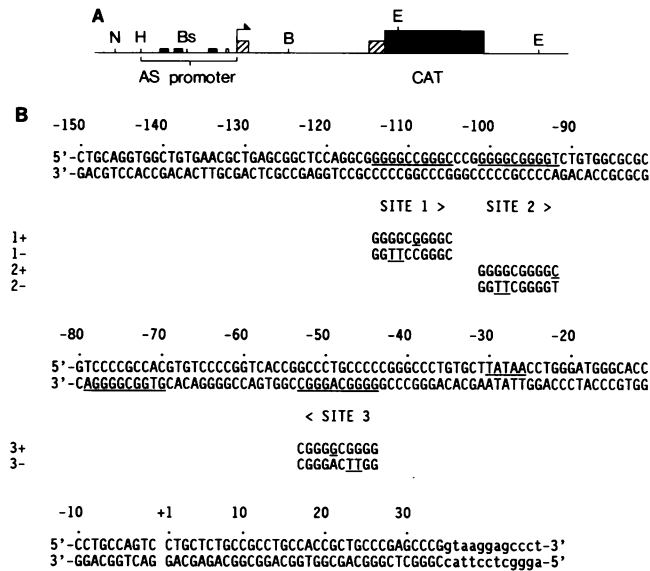 A
N H Bs B E E
AS promoter CAT
B
-150 -140 -130 -120 -110 -100 -90
5'-CTGCAGGTGGCTGTGAACGCTGAGCGGCTCCAGGCGGGGGCCGGGCCCGGGGGCGGGGTCTGTGGCGCGC
3'-GACGTCCACCGACACTTGCGACTCGCCGAGGTCCGCCCCCGGCCCGGGCCCCCGCCCCAGACACCGCGCG
SITE 1 > SITE 2 >
1+ GGGGCGGGGC
1- GGTTCCGGGC
2+ GGGGCGGGGC
2- GGTTCGGGGT
-80 -70 -60 -50 -40 -30 -20
5'-GTCCCCGCCACGTGTCCCCGGTCACCGGCCCTGCCCCCGGGCCCTGTGCTTATAACCTGGGATGGGCACC
3'-CAGGGGCGGTGCACAGGGGCCAGTGGCCGGGACGGGGGCCCGGGACACGAATATTGGACCCTACCCGTGG
< SITE 3
3+ CGGGGCGGGG
3- CGGGACTTGG
-10 +1 10 20 30
5'-CCTGCCAGTC CTGCTCTGCCGCCTGCCACCGCTGCCCGAGCCCGgtaaggagccct-3'
3'-GGACGGTCAG GACGAGACGGCGGACGGTGGCGACGGGCTCGGGCcattcctcggga-5'